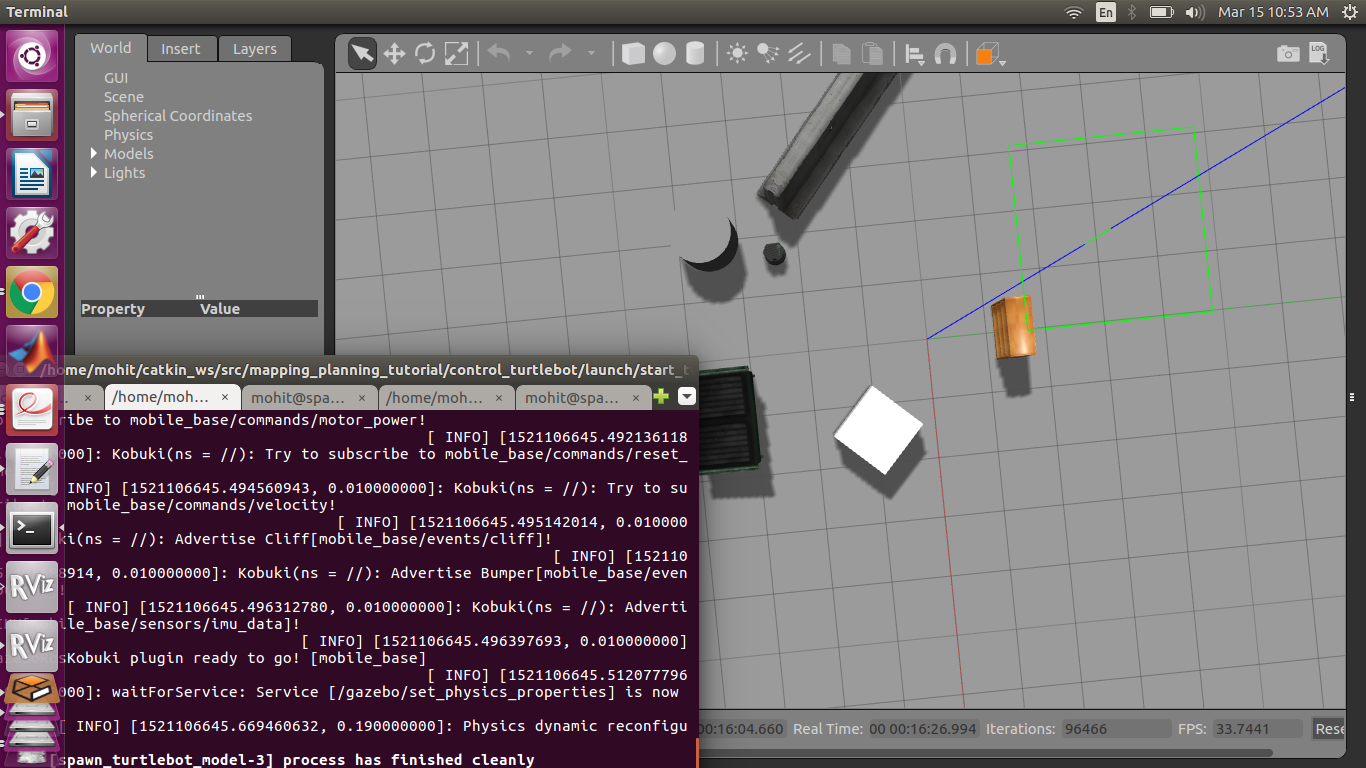 Terminal
En
Mar 15 10:53 AM
World
Insert
Layers
LOG
GUI
Scene
Spherical Coordinates
Physics
Models
Lights
Property
Value
/home/mohit/catkin_ws/src/mapping_planning_tutorial/control_turtlebot/launch/start_t
/home/moh... ×
mohit@spa... ×
/home/moh... ×
mohit@spa... ×
ribe to mobile_base/commands/motor_power!
[ INFO] [1521106645.492136118
000]: Kobuki(ns = //): Try to subscribe to mobile_base/commands/reset_
INFO] [1521106645.494560943, 0.010000000]: Kobuki(ns = //): Try to su
mobile_base/commands/velocity!
[ INFO] [1521106645.495142014, 0.010000
ki(ns = //): Advertise Cliff[mobile_base/events/cliff]!
[ INFO] [152110
8914, 0.010000000]: Kobuki(ns = //): Advertise Bumper[mobile_base/even
!
[ INFO] [1521106645.496312780, 0.010000000]: Kobuki(ns = //): Adverti
ile_base/sensors/imu_data]!
[ INFO] [1521106645.496397693, 0.010000000]
sKobuki plugin ready to go! [mobile_base]
[ INFO] [1521106645.512077796
000]: waitForService: Service [/gazebo/set_physics_properties] is now
[ INFO] [1521106645.669460632, 0.190000000]: Physics dynamic reconfigu
[spawn_turtlebot_model-3] process has finished cleanly
RViz
RViz
00:16:04.660
Real Time:
00 00:16:26.994
Iterations:
96466
FPS:
33.7441
Rese